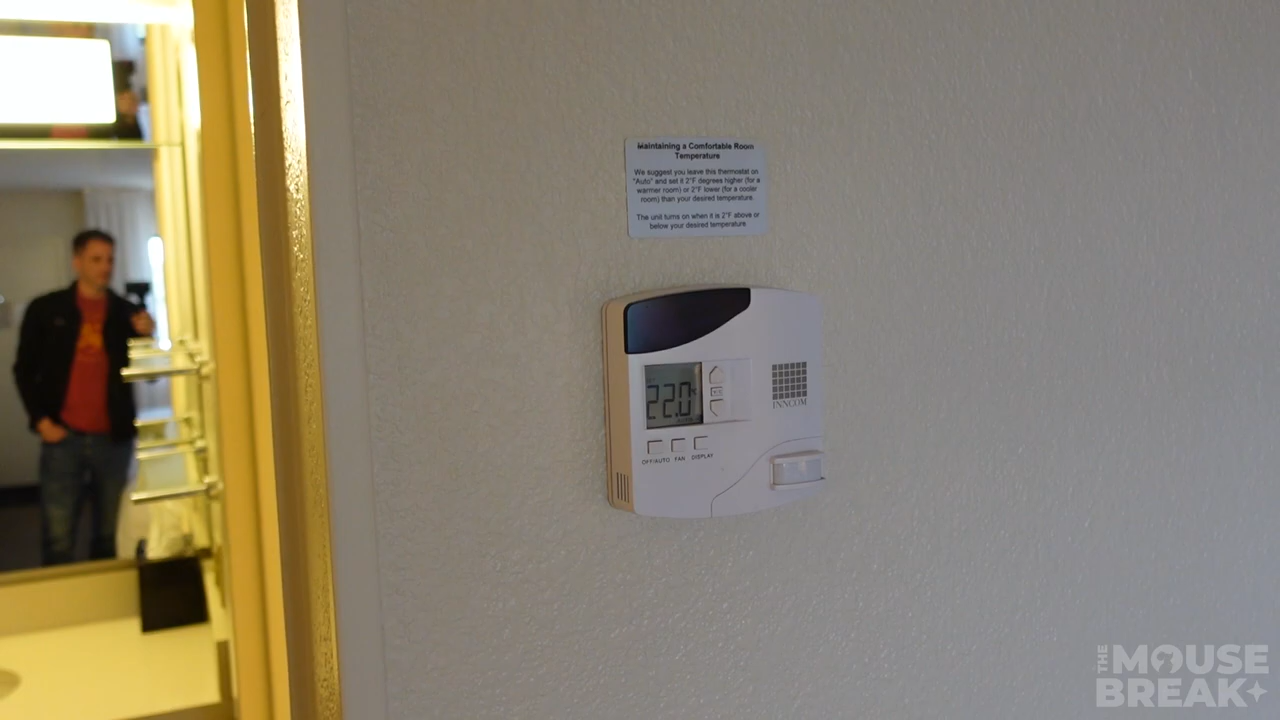 Maintaining a Comfortable Room
Temperature
We suggest you leave this thermostat on
"Auto" and set it 2°F degrees higher (for a
warmer room) or 2°F lower (for a cooler
room) than your desired temperature.
The unit turns on when it is 2°F above or
below your desired temperature.
22.0
INNCOM
OFF/AUTO FAN DISPLAY
THE MOUSE
BREAK+